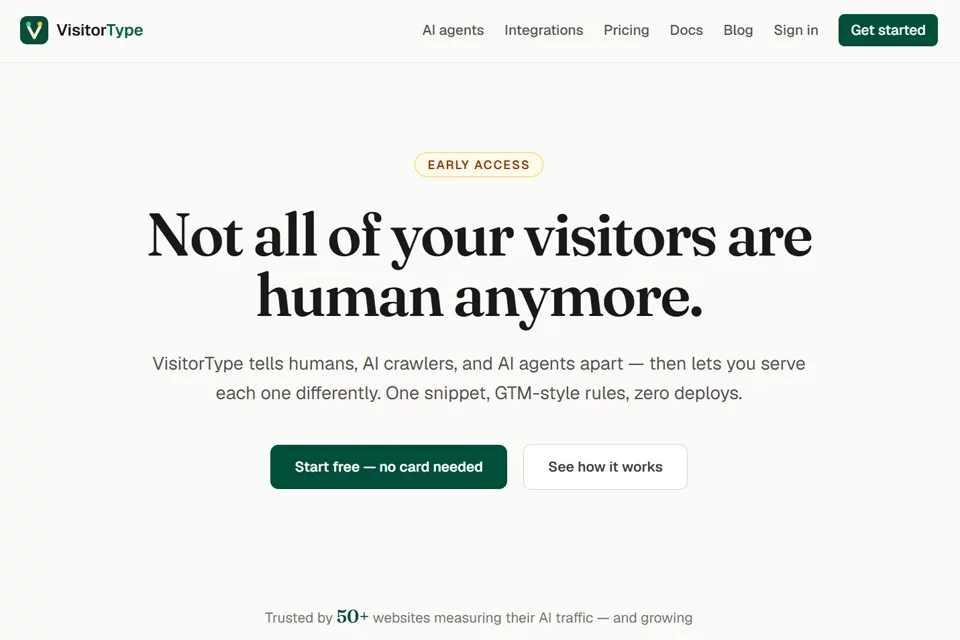 VisitorType
AI agents
Integrations
Pricing
Docs
Blog
Sign in
Get started
EARLY ACCESS
Not all of your visitors are
human anymore.
VisitorType tells humans, AI crawlers, and AI agents apart — then lets you serve
each one differently. One snippet, GTM-style rules, zero deploys.
Start free — no card needed
See how it works
Trusted by 50+ websites measuring their AI traffic — and growing